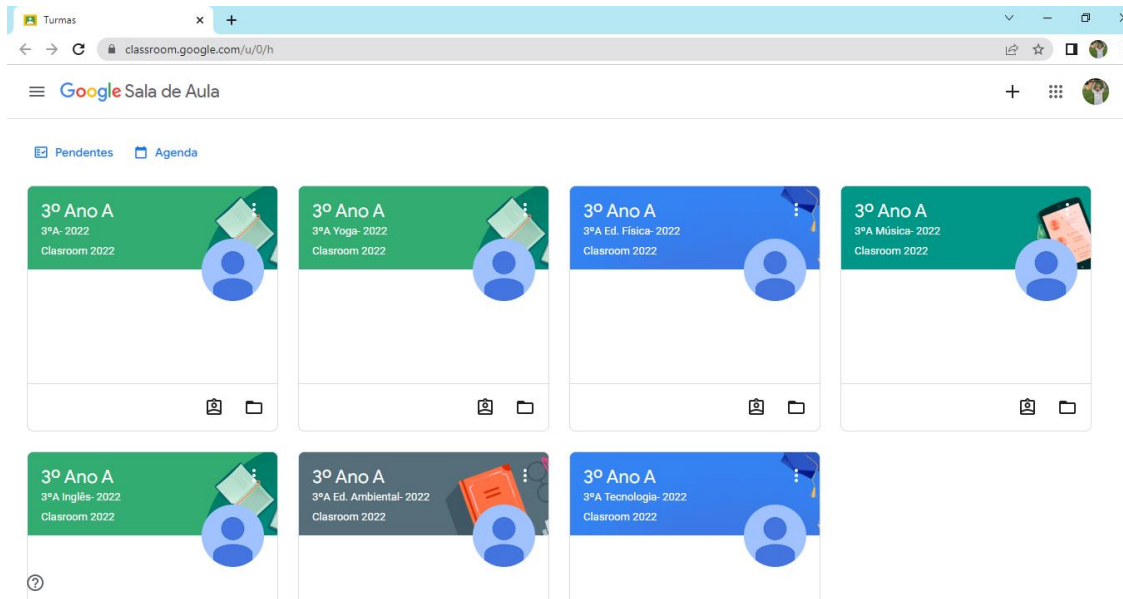 Turmas
classroom.google.com/u/0/h
Google Sala de Aula
Pendentes Agenda
3º Ano A
3ºA- 2022
Clasroom 2022
3º Ano A
3ºA Yoga- 2022
Clasroom 2022
3º Ano A
3ºA Ed. Física- 2022
Clasroom 2022
3º Ano A
3ºA Música- 2022
Clasroom 2022
3º Ano A
3ºA Inglês- 2022
Clasroom 2022
3º Ano A
3ºA Ed. Ambiental- 2022
Clasroom 2022
3º Ano A
3ºA Tecnologia- 2022
Clasroom 2022